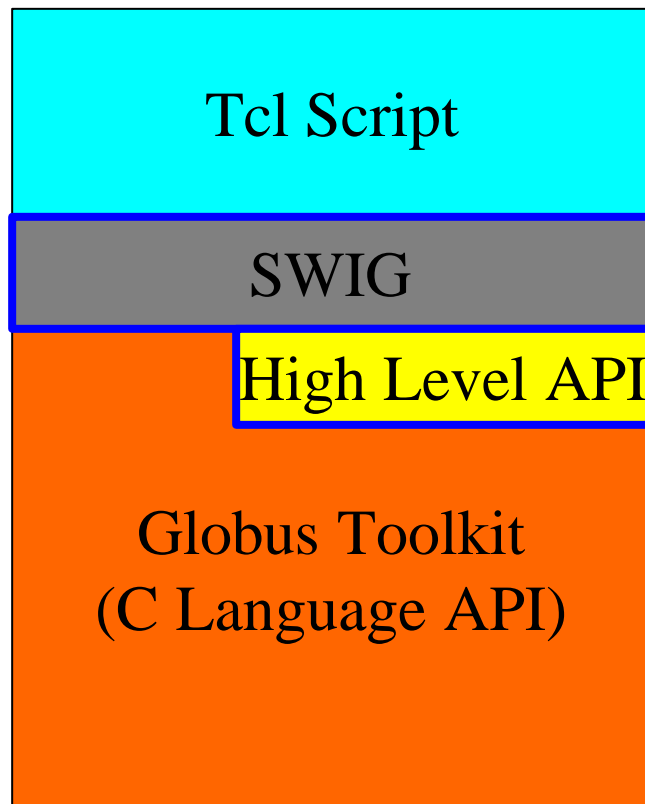 Tcl Script
SWIG
High Level API
Globus Toolkit
(C Language API)